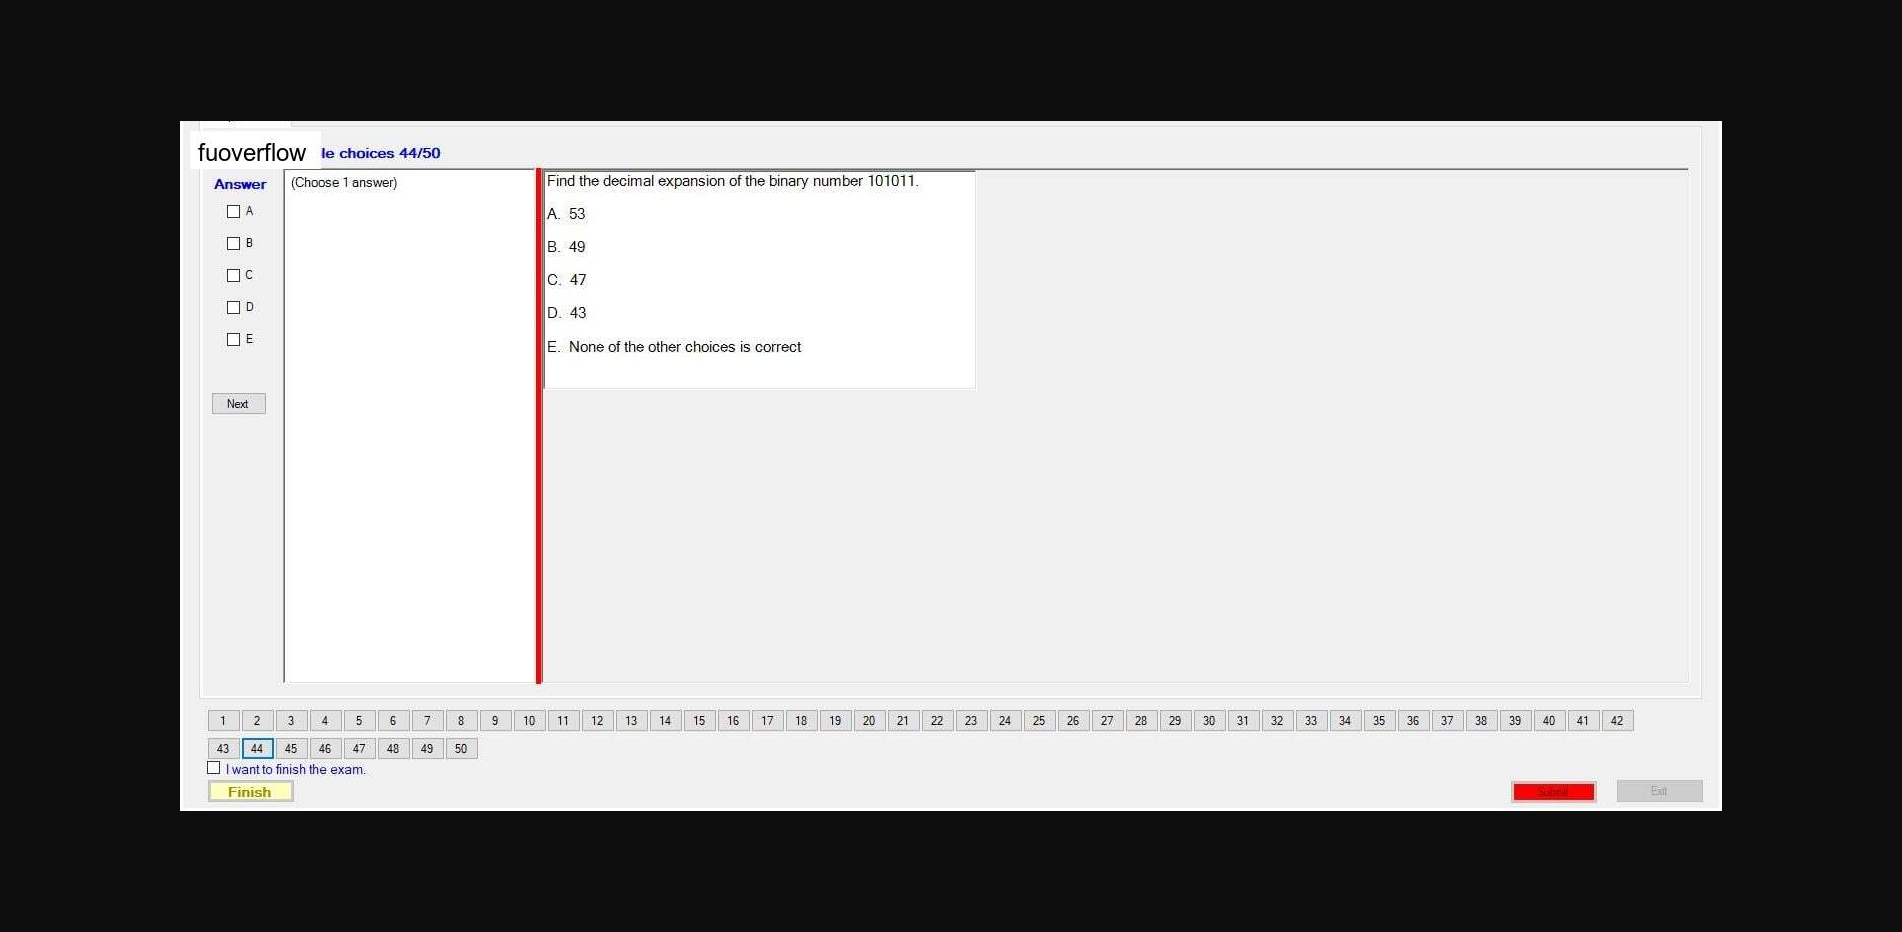 fuoverflow
le choices 44/50
Answer
(Choose 1 answer)
A
B
C
D
E
Next
Find the decimal expansion of the binary number 101011.
A. 53
B. 49
C. 47
D. 43
E. None of the other choices is correct
1 2 3 4 5 6 7 8 9 10 11 12 13 14 15 16 17 18 19 20 21 22 23 24 25 26 27 28 29 30 31 32 33 34 35 36 37 38 39 40 41 42
43 44 45 46 47 48 49 50
I want to finish the exam.
Finish
Submit
Exit